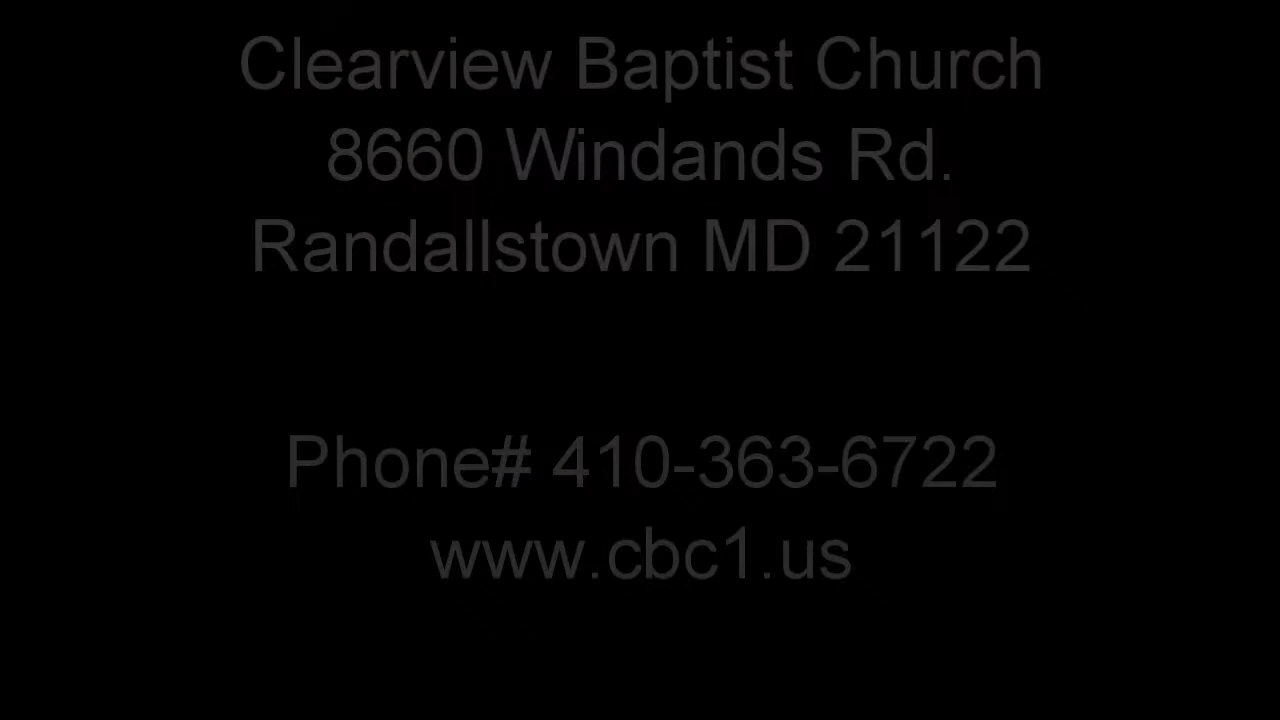 Clearview Baptist Church
8660 Windands Rd.
Randallstown MD 21122
Phone# 410-363-6722
www.cbc1.us